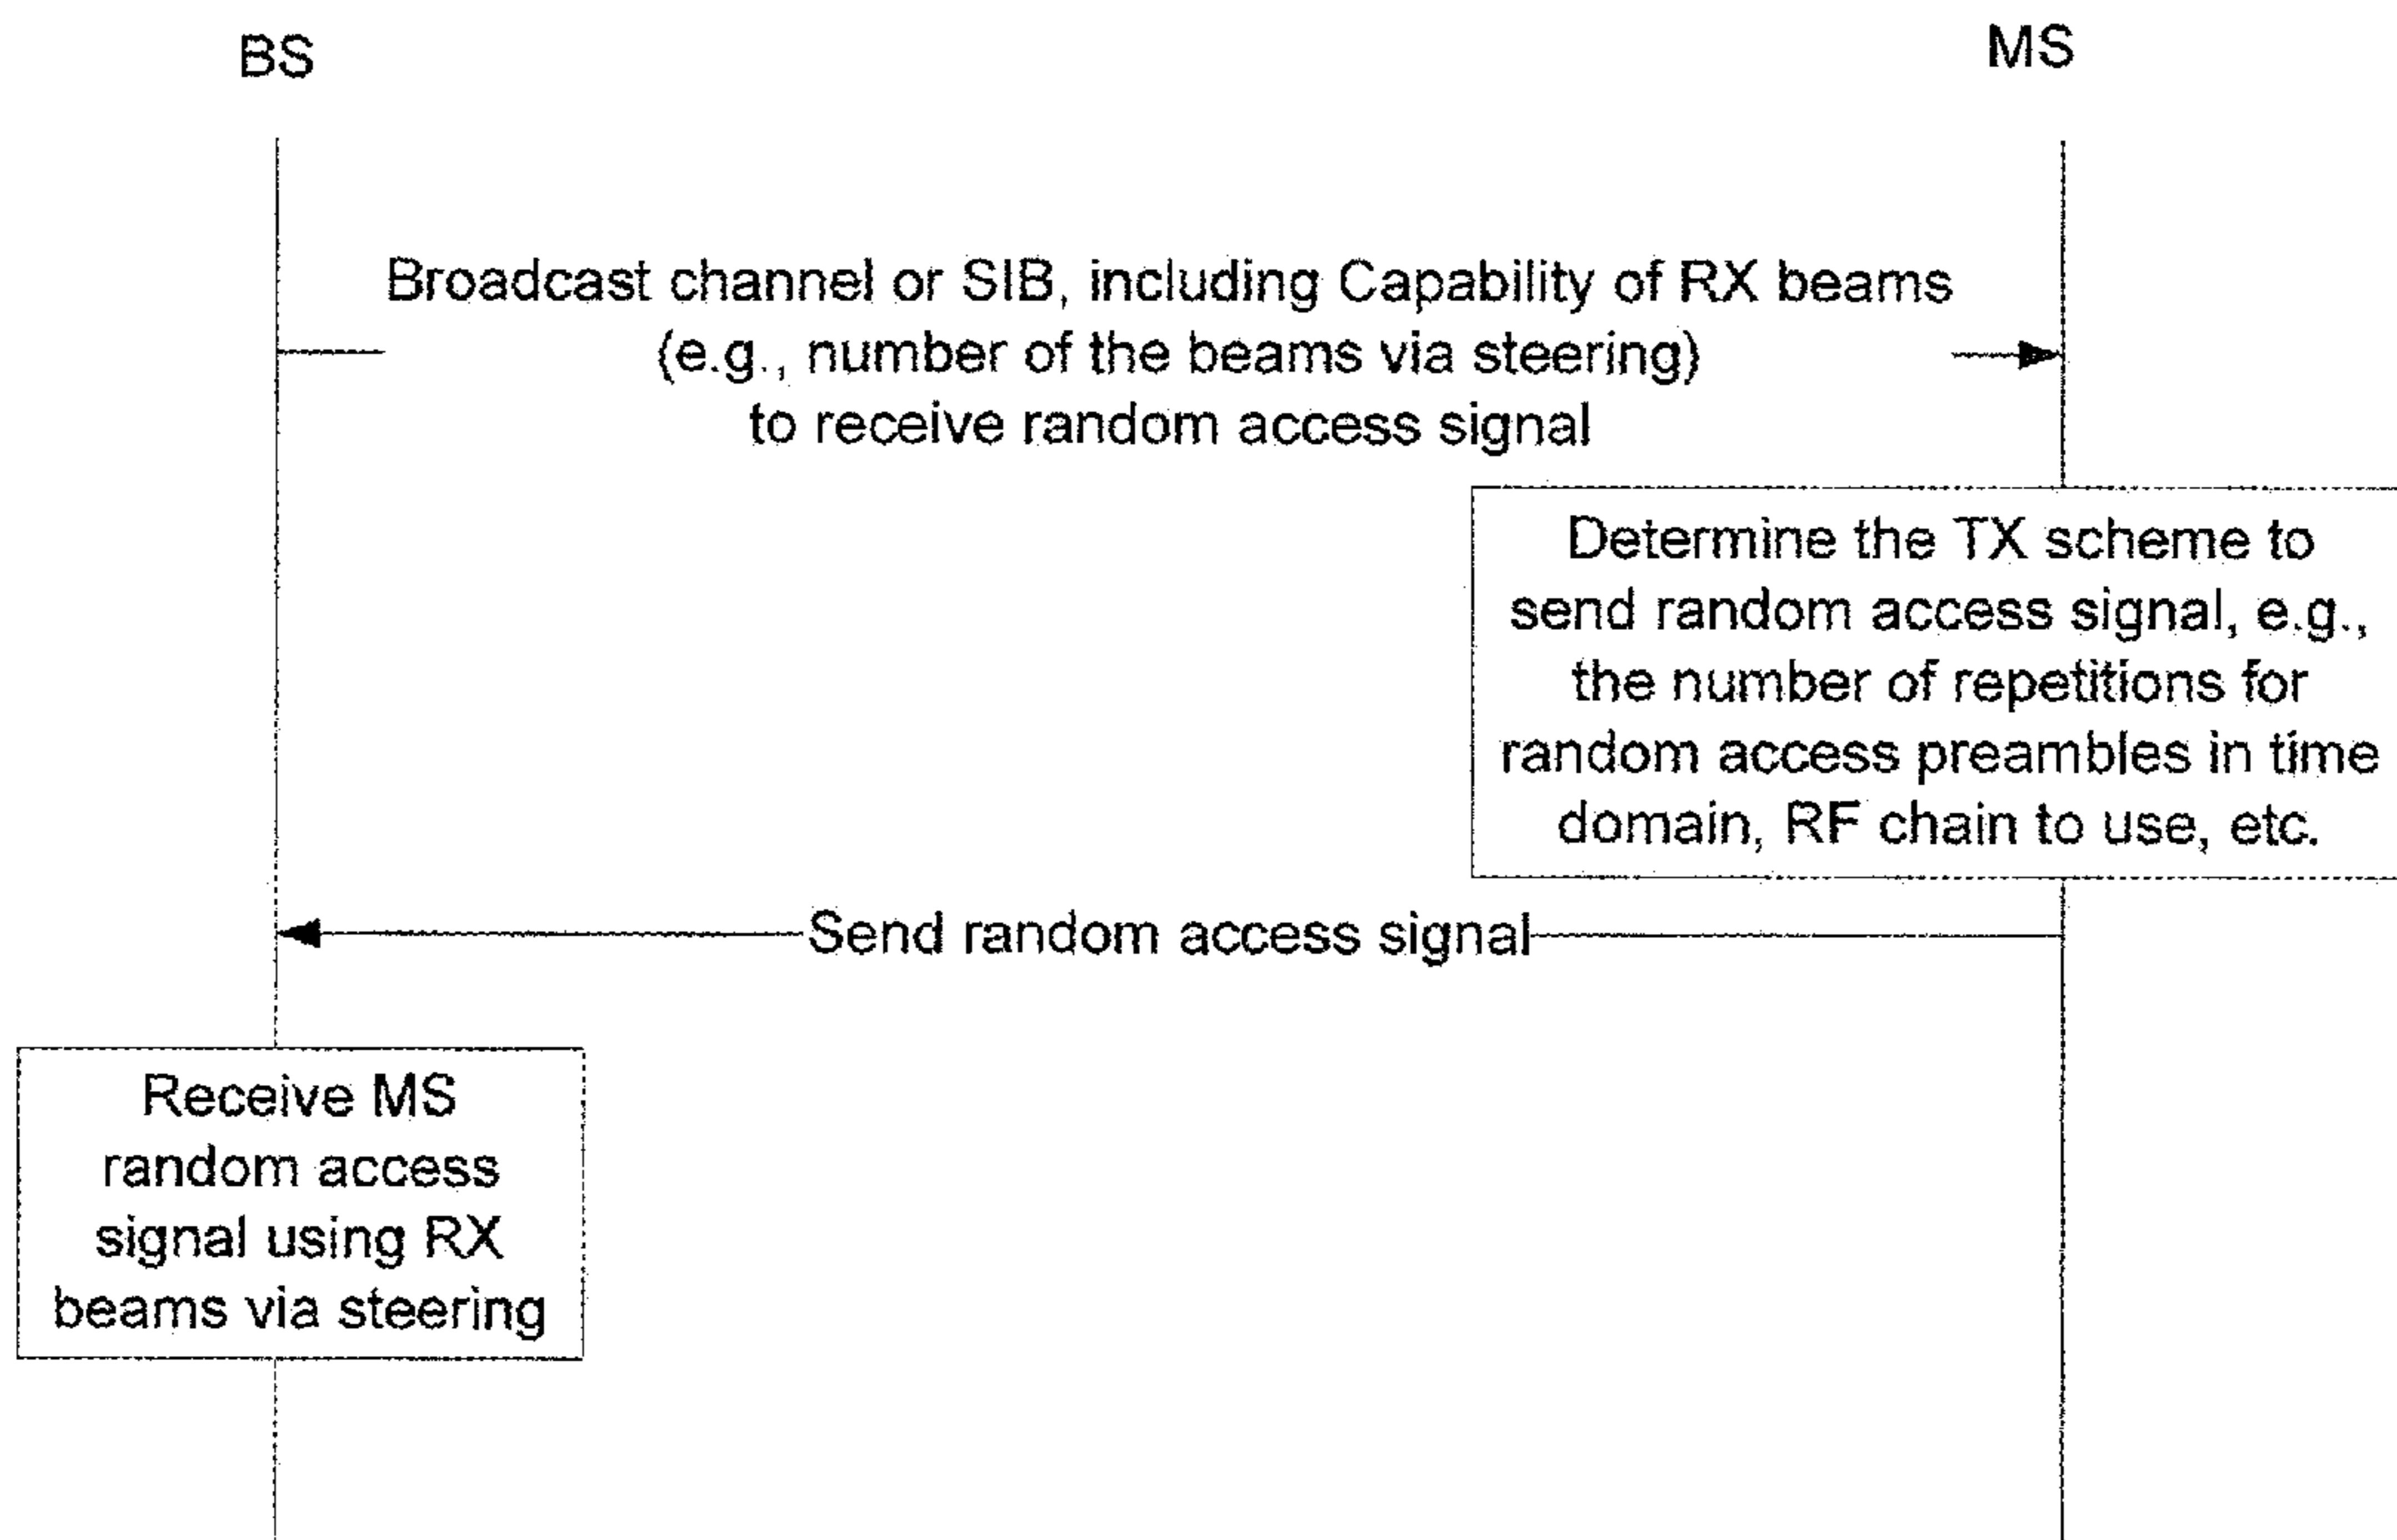 BS
MS
Broadcast channel or SIB, including Capability of RX beams
(e.g., number of the beams via steering)
to receive random access signal
Determine the TX scheme to
send random access signal, e.g.,
the number of repetitions for
random access preambles in time
domain, RF chain to use, etc.
Send random access signal
Receive MS
random access
signal using RX
beams via steering